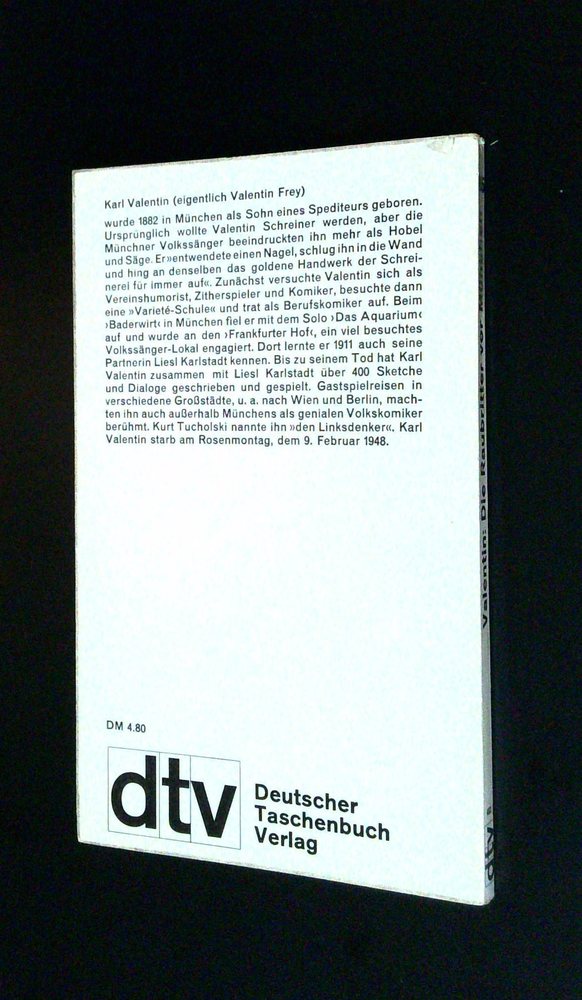 Karl Valentin (eigentlich Valentin Frey)
wurde 1882 in München als Sohn eines Spediteurs geboren.
Ursprünglich wollte Valentin Schreiner werden, aber die
Münchner Volkssänger beeindruckten ihn mehr als Hobel
und Säge. Er »entwendete einen Nagel, schlug ihn in die Wand
und hing an denselben das goldene Handwerk der Schrei-
nerei für immer auf«. Zunächst versuchte Valentin sich als
Vereinshumorist, Zitherspieler und Komiker, besuchte dann
eine »Varieté-Schule« und trat als Berufskomiker auf. Beim
›Baderwirt‹ in München fiel er mit dem Solo ›Das Aquarium‹
auf und wurde an den ›Frankfurter Hof‹, ein viel besuchtes
Volkssänger-Lokal engagiert. Dort lernte er 1911 auch seine
Partnerin Liesl Karlstadt kennen. Bis zu seinem Tod hat Karl
Valentin zusammen mit Liesl Karlstadt über 400 Sketche
und Dialoge geschrieben und gespielt. Gastspielreisen in
verschiedene Großstädte, u. a. nach Wien und Berlin, mach-
ten ihn auch außerhalb Münchens als genialen Volkskomiker
berühmt. Kurt Tucholski nannte ihn »den Linksdenker«. Karl
Valentin starb am Rosenmontag, dem 9. Februar 1948.
DM 4.80
dtv
Deutscher
Taschenbuch
Verlag
Valentin: Die Raubritter vor
dtv